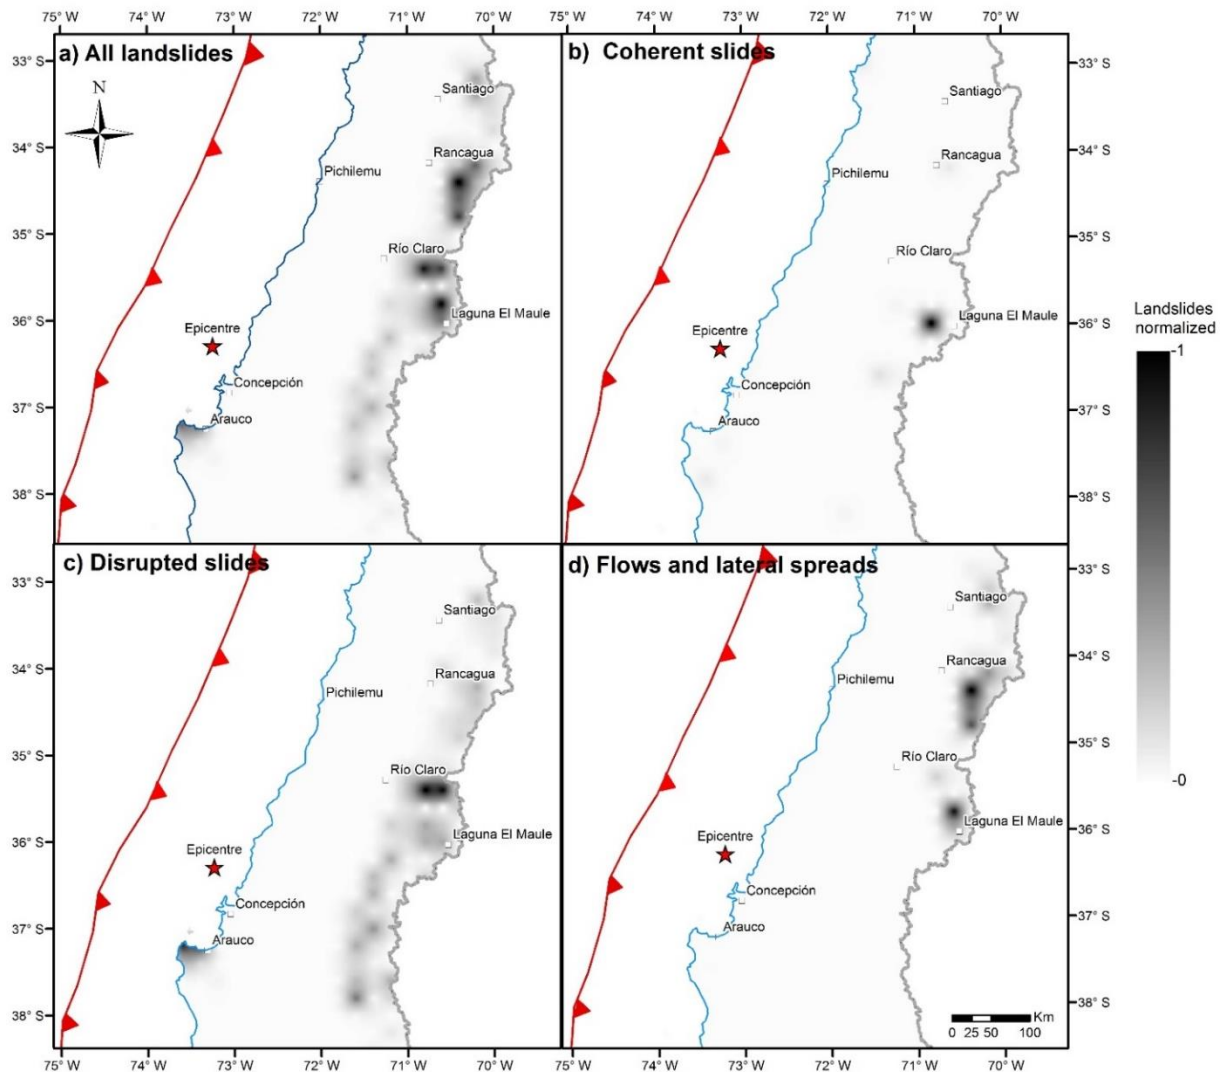 75° W 74° W 73° W 72° W 71° W 70° W 75° W 74° W 73° W 72° W 71° W 70° W
a) All landslides
N
33° S
34° S
35° S
36° S
37° S
38° S
Santiago
Rancagua
Pichilemu
Río Claro
Laguna El Maule
Epicentre
Concepción
Arauco
b) Coherent slides
Santiago
Rancagua
Pichilemu
Río Claro
Laguna El Maule
Epicentre
Concepción
Arauco
33° S
34° S
35° S
36° S
37° S
38° S
Landslides
normalized
-1
-0
c) Disrupted slides
33° S
34° S
35° S
36° S
37° S
38° S
Santiago
Rancagua
Pichilemu
Río Claro
Laguna El Maule
Epicentre
Concepción
Arauco
d) Flows and lateral spreads
Santiago
Rancagua
Pichilemu
Río Claro
Laguna El Maule
Epicentre
Concepción
Arauco
33° S
34° S
35° S
36° S
37° S
38° S
Km
0 25 50 100
75° W 74° W 73° W 72° W 71° W 70° W 75° W 74° W 73° W 72° W 71° W 70° W